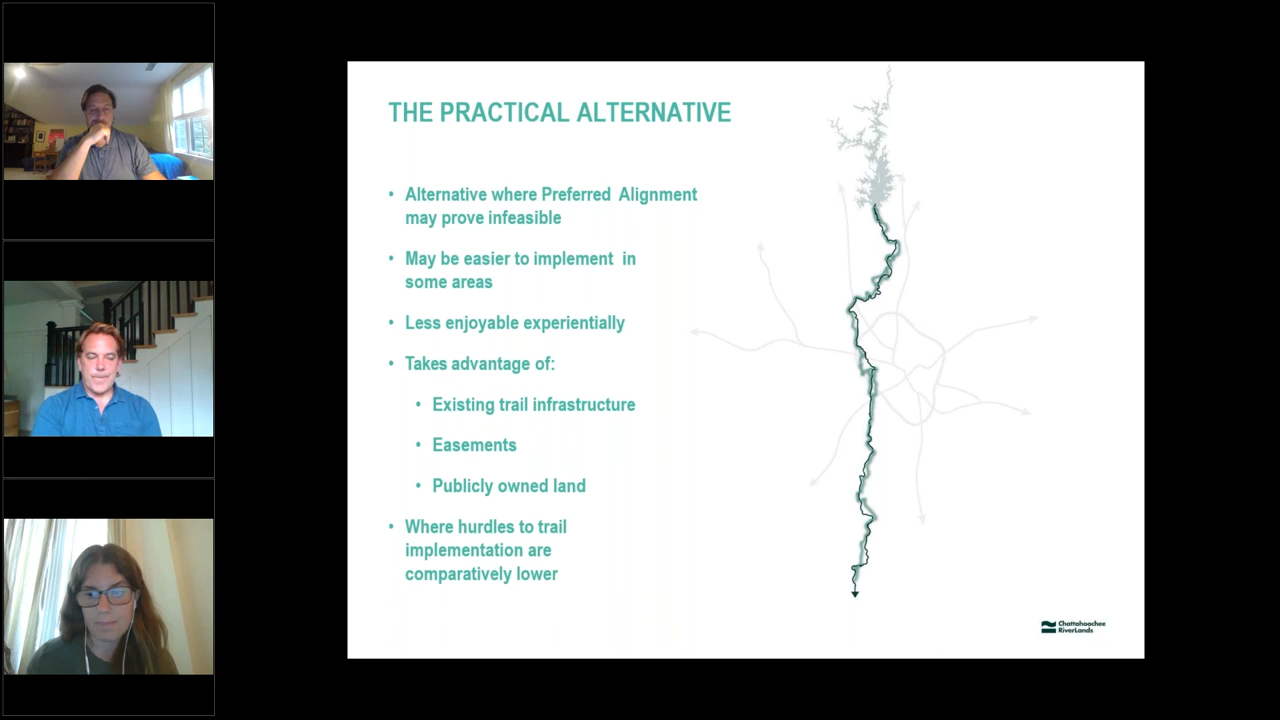 THE PRACTICAL ALTERNATIVE
• Alternative where Preferred Alignment
may prove infeasible
• May be easier to implement in
some areas
• Less enjoyable experientially
• Takes advantage of:
• Existing trail infrastructure
• Easements
• Publicly owned land
• Where hurdles to trail
implementation are
comparatively lower
Chattahoochee
RiverLands